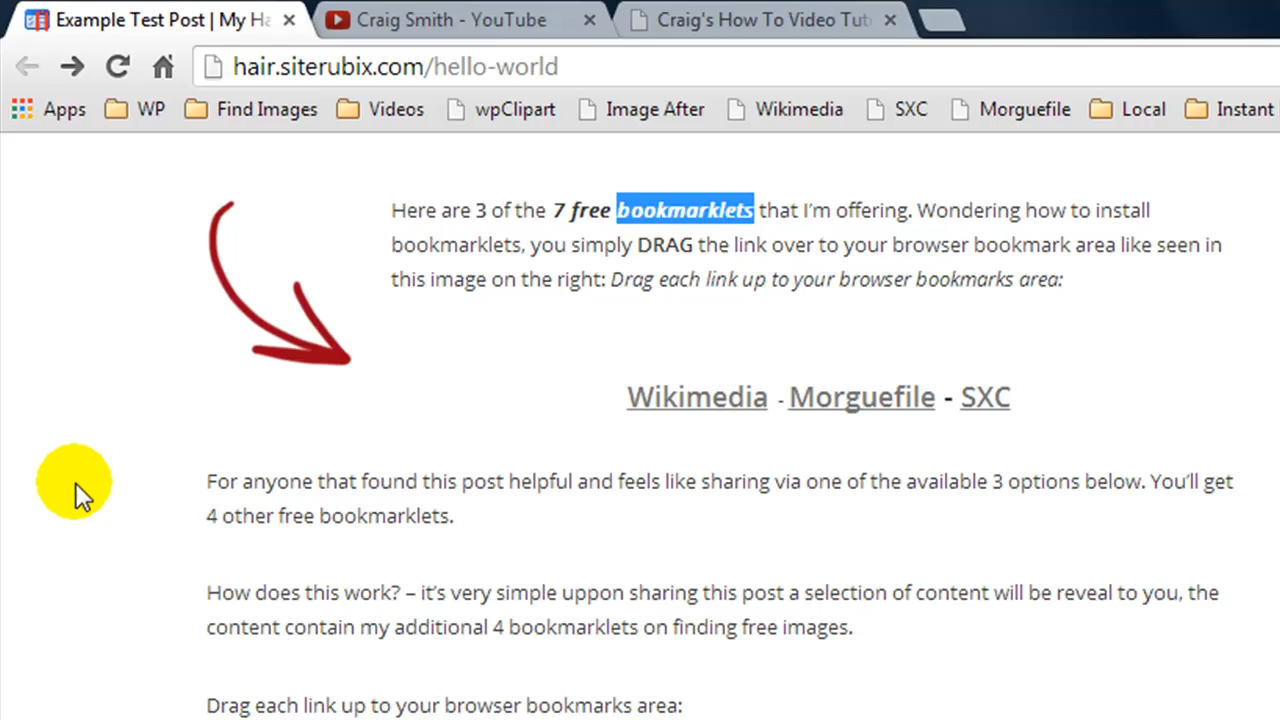 Example Test Post | My Ha
Craig Smith - YouTube
Craig's How To Video Tut
hair.siterubix.com/hello-world
Apps WP Find Images Videos wpClipart Image After Wikimedia SXC Morguefile Local Instant
Here are 3 of the 7 free bookmarklets that I'm offering. Wondering how to install
bookmarklets, you simply DRAG the link over to your browser bookmark area like seen in
this image on the right: Drag each link up to your browser bookmarks area:
Wikimedia - Morguefile - SXC
For anyone that found this post helpful and feels like sharing via one of the available 3 options below. You'll get
4 other free bookmarklets.
How does this work? – it's very simple uppon sharing this post a selection of content will be reveal to you, the
content contain my additional 4 bookmarklets on finding free images.
Drag each link up to your browser bookmarks area: